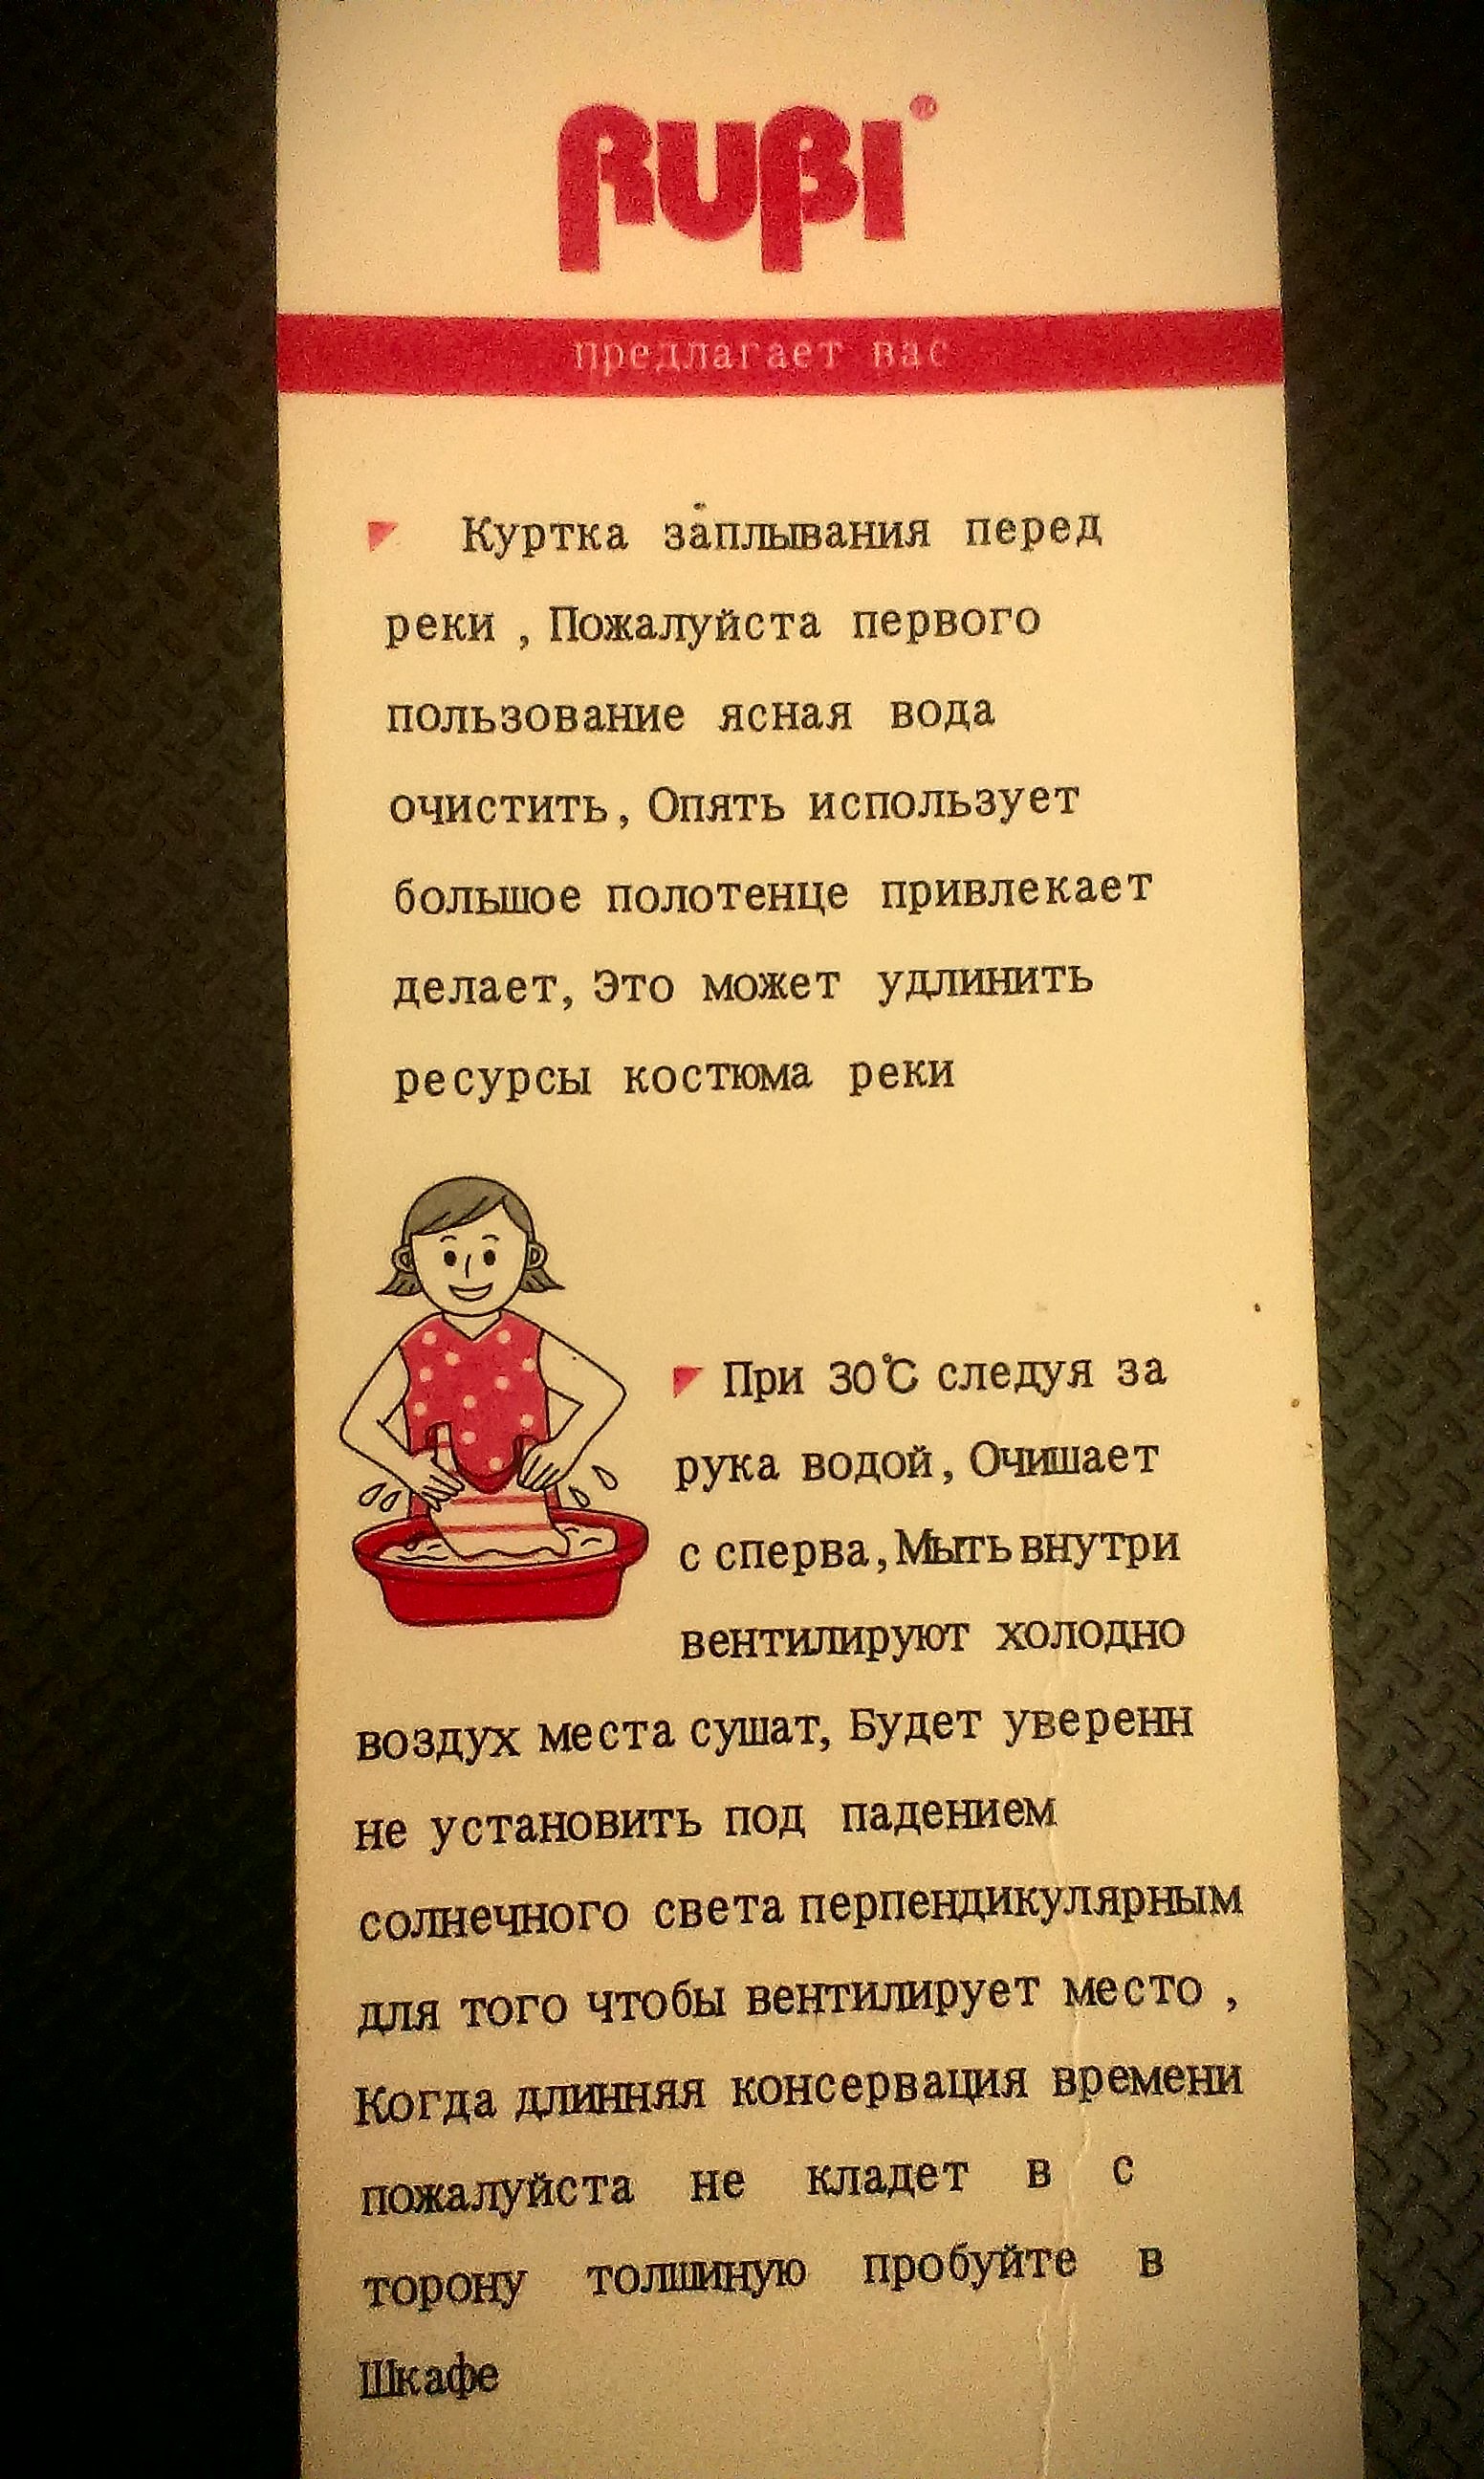 RUBI
предлагает вас
Куртка заплывания перед
реки , Пожалуйста первого
пользование ясная вода
очистить, Опять использует
большое полотенце привлекает
делает, Это может удлинить
ресурсы костюма реки
При 30℃ следуя за
рука водой, Очишает
с сперва, Мыть внутри
вентилируют холодно
воздух места сушат, Будет уверенн
не установить под падением
солнечного света перпендикулярным
для того чтобы вентилирует место ,
Когда длинняя консервация времени
пожалуйста не кладет в с
торону толшиную пробуйте в
Шкафе